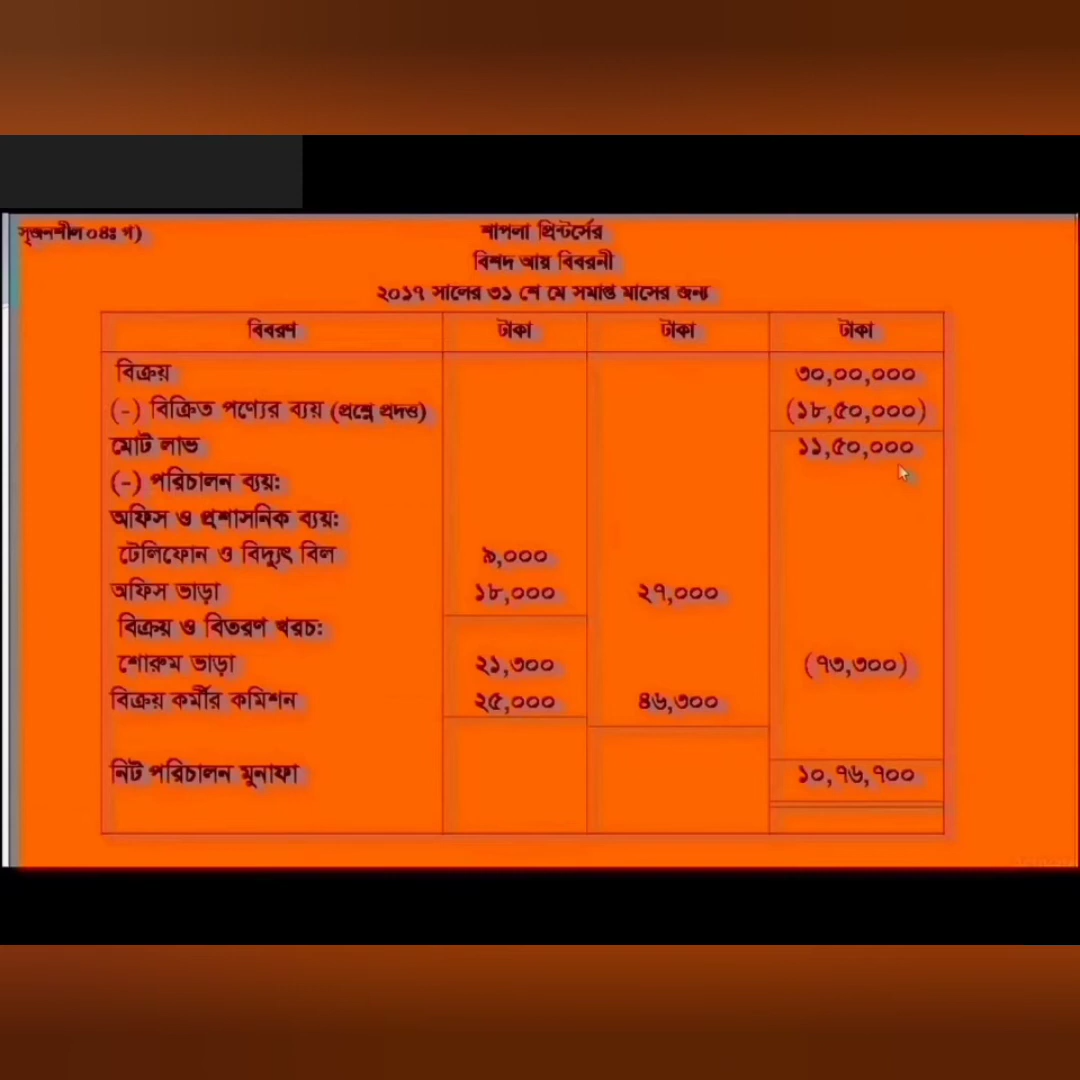 সৃজনশীল ০৪ঃ গ)
শাপলা প্রিন্টার্সের
বিশদ আয় বিবরনী
২০১৭ সালের ৩১ শে মে সমাপ্ত মাসের জন্য
বিবরণ টাকা টাকা টাকা
বিক্রয় ৩০,০০,০০০
(-) বিক্রিত পণ্যের ব্যয় (প্রশ্নে প্রদত্ত) (১৮,৫০,০০০)
মোট লাভ ১১,৫০,০০০
(-) পরিচালন ব্যয়:
অফিস ও প্রশাসনিক ব্যয়:
টেলিফোন ও বিদ্যুৎ বিল ৯,০০০
অফিস ভাড়া ১৮,০০০ ২৭,০০০
বিক্রয় ও বিতরণ খরচ:
শোরুম ভাড়া ২১,৩০০ (৭৩,৩০০)
বিক্রয় কর্মীর কমিশন ২৫,০০০ ৪৬,৩০০
নিট পরিচালন মুনাফা ১০,৭৬,৭০০